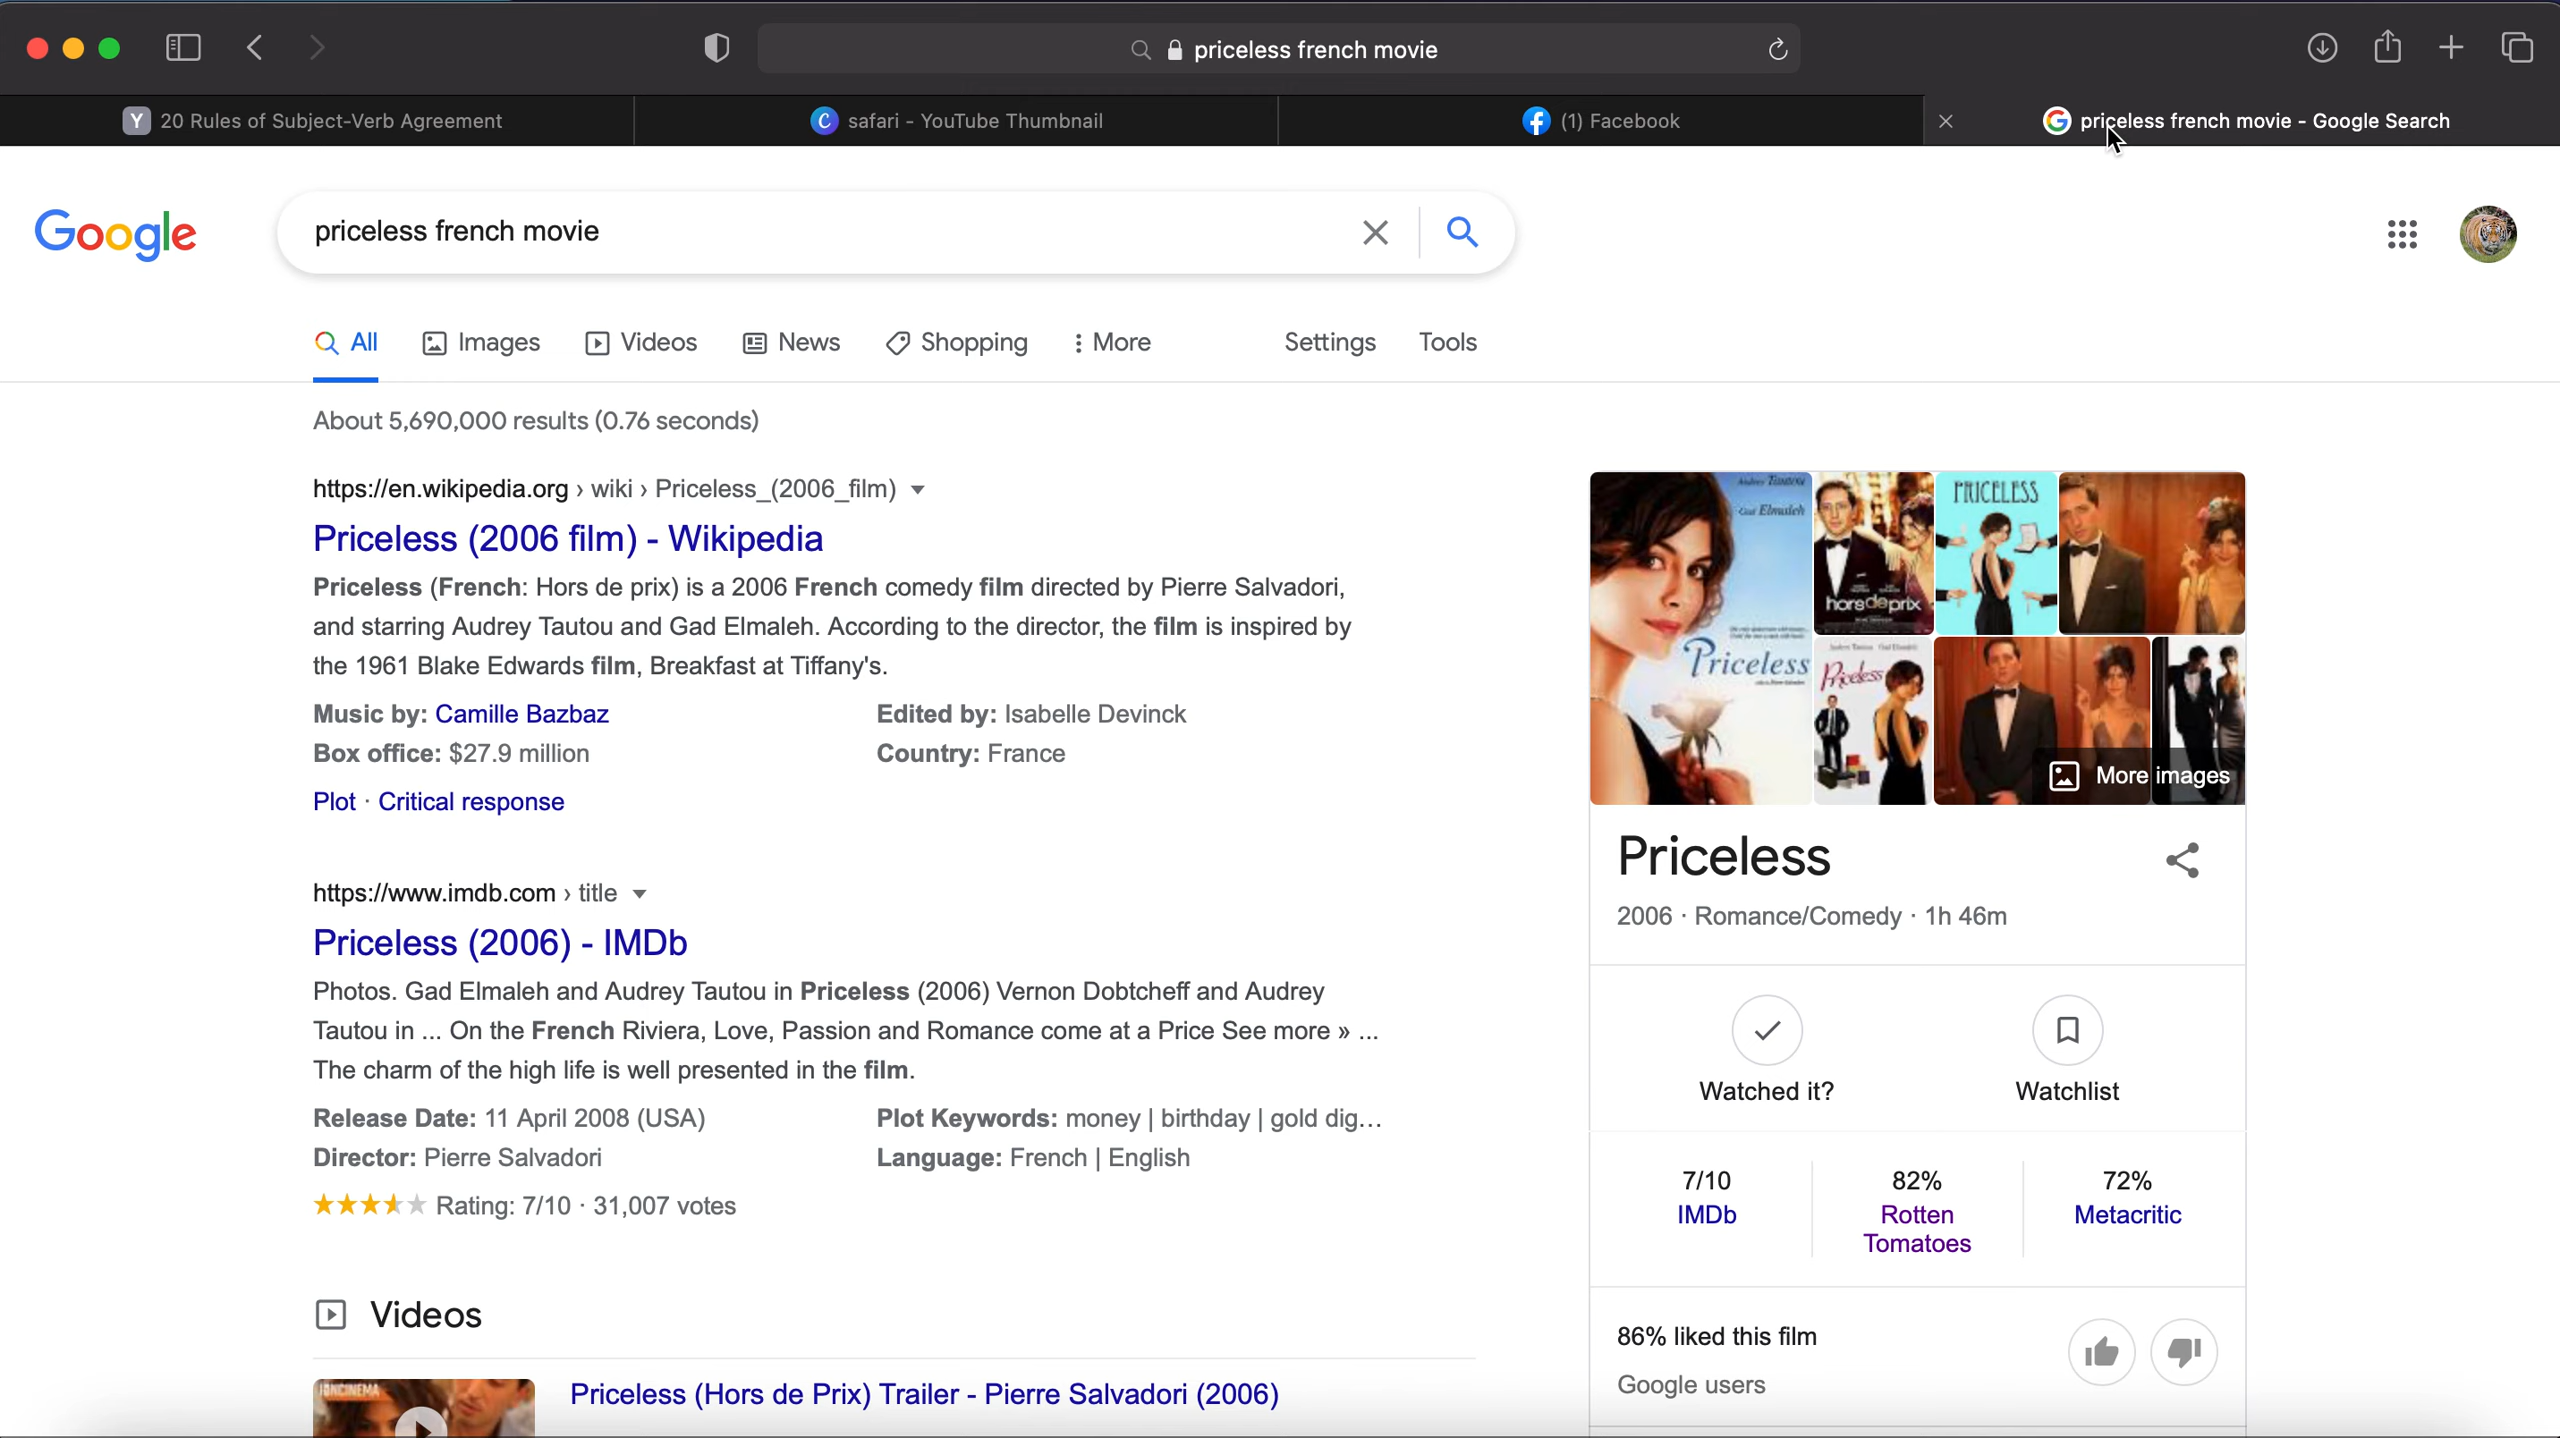 priceless french movie
Y 20 Rules of Subject-Verb Agreement
C safari - YouTube Thumbnail
(1) Facebook
priceless french movie - Google Search
Google
priceless french movie
All
Images
Videos
News
Shopping
More
Settings
Tools
About 5,690,000 results (0.76 seconds)
https://en.wikipedia.org › wiki › Priceless_(2006_film)
Priceless (2006 film) - Wikipedia
Priceless (French: Hors de prix) is a 2006 French comedy film directed by Pierre Salvadori,
and starring Audrey Tautou and Gad Elmaleh. According to the director, the film is inspired by
the 1961 Blake Edwards film, Breakfast at Tiffany's.
Music by: Camille Bazbaz
Edited by: Isabelle Devinck
Box office: $27.9 million
Country: France
Plot · Critical response
https://www.imdb.com › title
Priceless (2006) - IMDb
Photos. Gad Elmaleh and Audrey Tautou in Priceless (2006) Vernon Dobtcheff and Audrey
Tautou in ... On the French Riviera, Love, Passion and Romance come at a Price See more » ...
The charm of the high life is well presented in the film.
Release Date: 11 April 2008 (USA)
Plot Keywords: money | birthday | gold dig...
Director: Pierre Salvadori
Language: French | English
Rating: 7/10 · 31,007 votes
Videos
IONCINEMA
Priceless (Hors de Prix) Trailer - Pierre Salvadori (2006)
Audrey Tautou
Gad Elmaleh
Priceless
horsdeprix
PRICELESS
Priceless
More images
Priceless
2006 · Romance/Comedy · 1h 46m
Watched it?
Watchlist
7/10
IMDb
82%
Rotten
Tomatoes
72%
Metacritic
86% liked this film
Google users